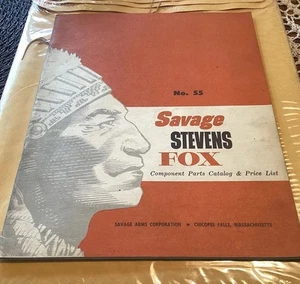 No. 55
Savage
STEVENS
FOX
Component Parts Catalog & Price List
SAVAGE ARMS CORPORATION • CHICOPEE FALLS, MASSACHUSETTS